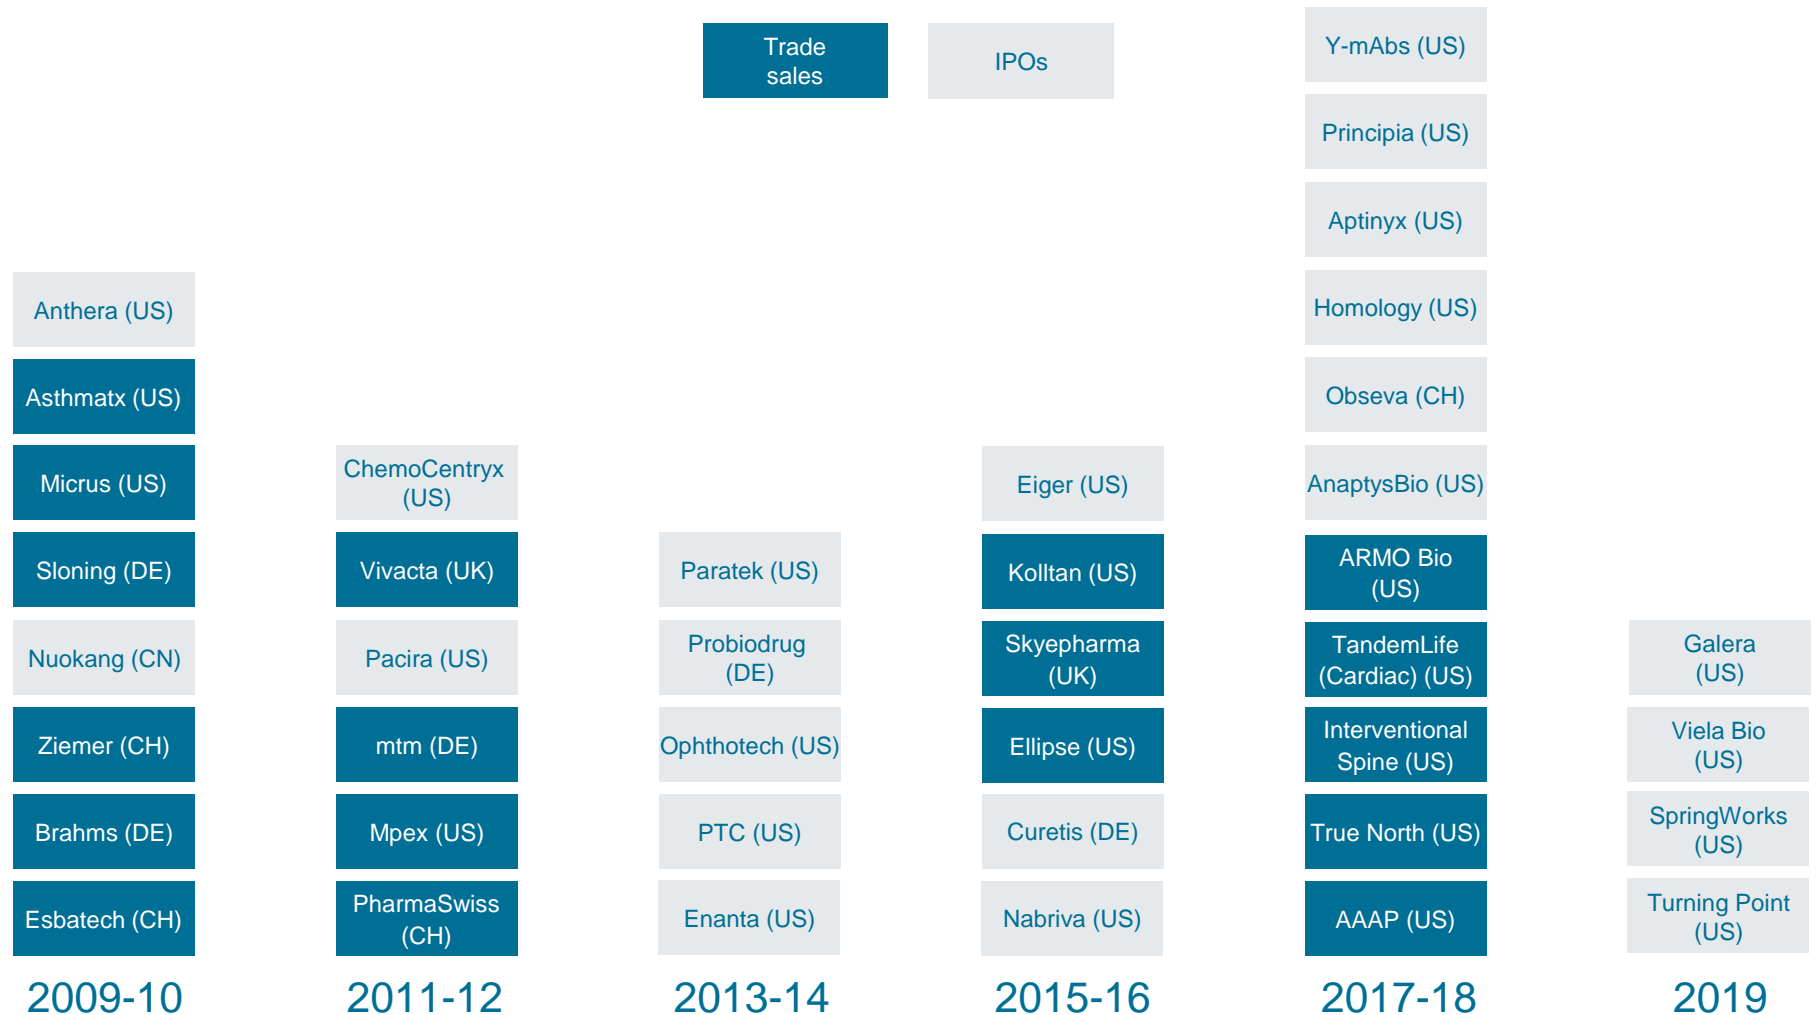 Trade
sales
IPOs
Anthera (US)
Asthmatx (US)
Micrus (US)
Sloning (DE)
Nuokang (CN)
Ziemer (CH)
Brahms (DE)
Esbatech (CH)
2009-10
ChemoCentryx
(US)
Vivacta (UK)
Pacira (US)
mtm (DE)
Mpex (US)
PharmaSwiss
(CH)
2011-12
Paratek (US)
Probiodrug
(DE)
Ophthotech (US)
PTC (US)
Enanta (US)
2013-14
Eiger (US)
Kolltan (US)
Skyepharma
(UK)
Ellipse (US)
Curetis (DE)
Nabriva (US)
2015-16
Y-mAbs (US)
Principia (US)
Aptinyx (US)
Homology (US)
Obseva (CH)
AnaptysBio (US)
ARMO Bio
(US)
TandemLife
(Cardiac) (US)
Interventional
Spine (US)
True North (US)
AAAP (US)
2017-18
Galera
(US)
Viela Bio
(US)
SpringWorks
(US)
Turning Point
(US)
2019